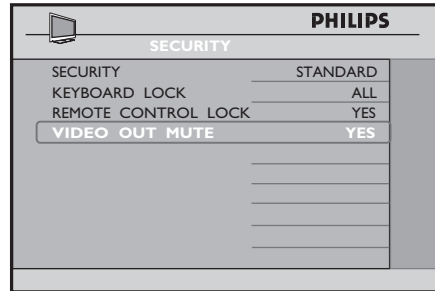 PHILIPS
SECURITY
SECURITY STANDARD
KEYBOARD LOCK ALL
REMOTE CONTROL LOCK YES
VIDEO OUT MUTE YES